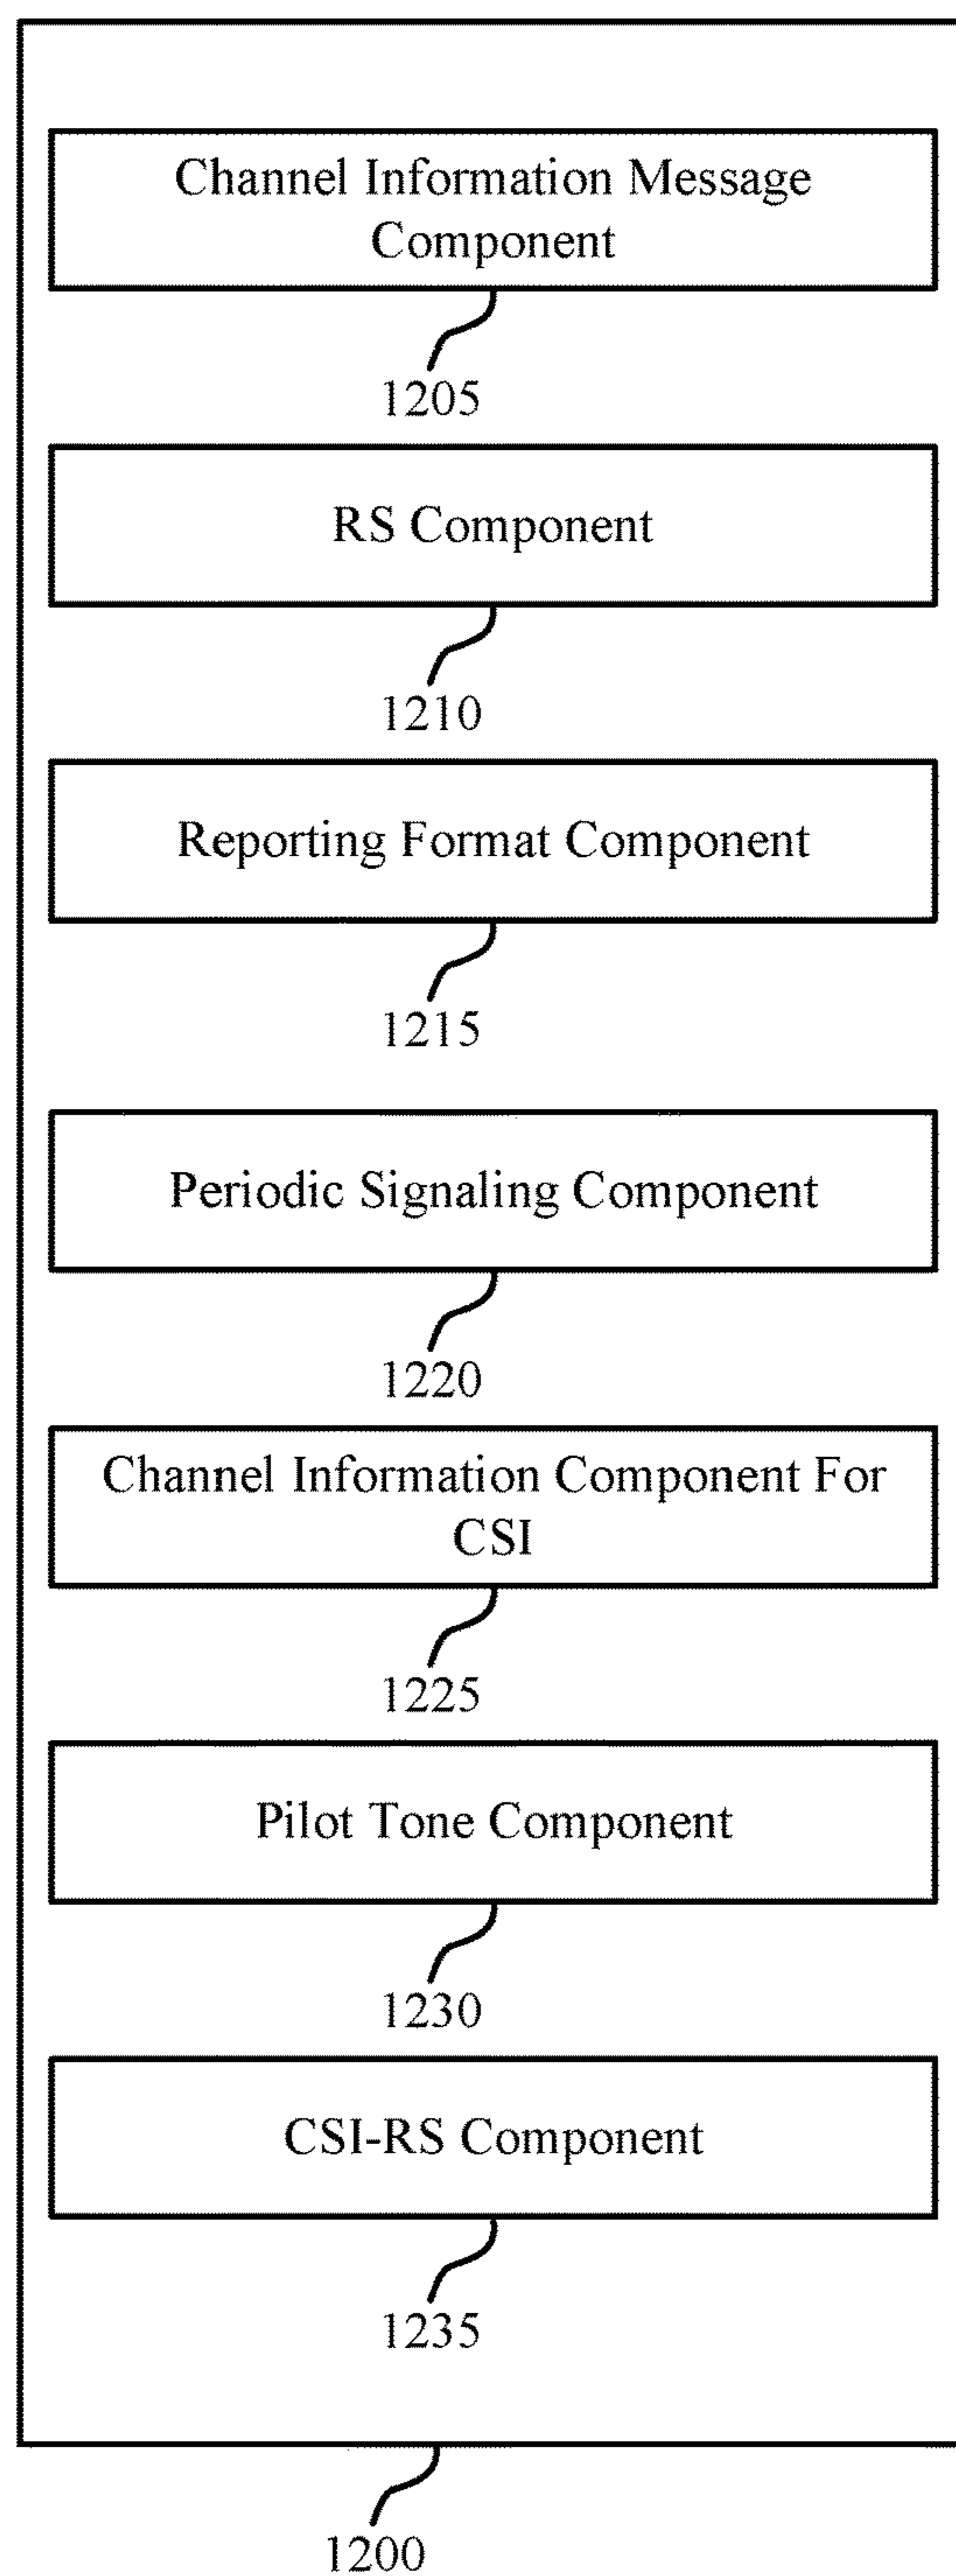 Channel Information Message
Component
1205
RS Component
1210
Reporting Format Component
1215
Periodic Signaling Component
1220
Channel Information Component For
CSI
1225
Pilot Tone Component
1230
CSI-RS Component
1235
1200